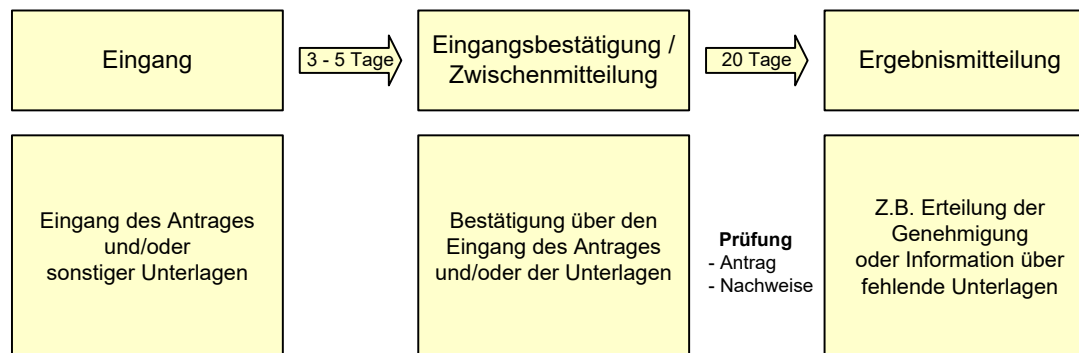 Eingang
3 - 5 Tage
Eingangsbestätigung /
Zwischenmitteilung
20 Tage
Ergebnismitteilung
Eingang des Antrages
und/oder
sonstiger Unterlagen
Bestätigung über den
Eingang des Antrages
und/oder der Unterlagen
Prüfung
- Antrag
- Nachweise
Z.B. Erteilung der
Genehmigung
oder Information über
fehlende Unterlagen